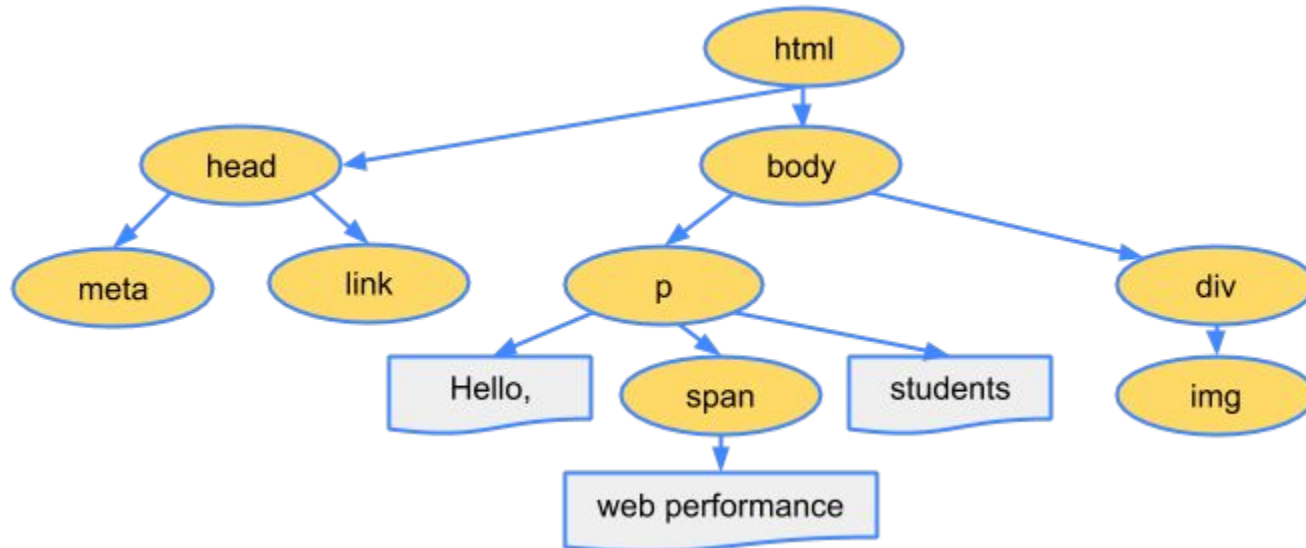 html
head
body
meta
link
p
div
Hello,
span
students
img
web performance